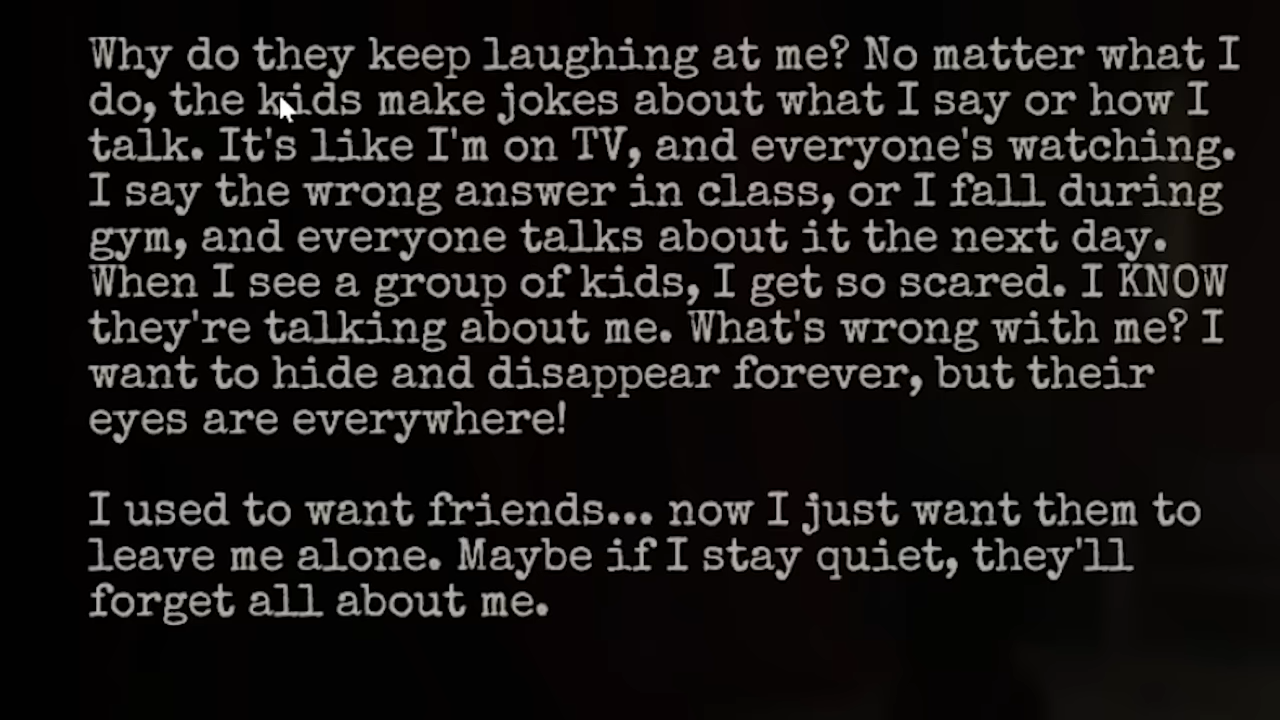 Why do they keep laughing at me? No matter what I
do, the kids make jokes about what I say or how I
talk. It's like I'm on TV, and everyone's watching.
I say the wrong answer in class, or I fall during
gym, and everyone talks about it the next day.
When I see a group of kids, I get so scared. I KNOW
they're talking about me. What's wrong with me? I
want to hide and disappear forever, but their
eyes are everywhere!
I used to want friends... now I just want them to
leave me alone. Maybe if I stay quiet, they'll
forget all about me.